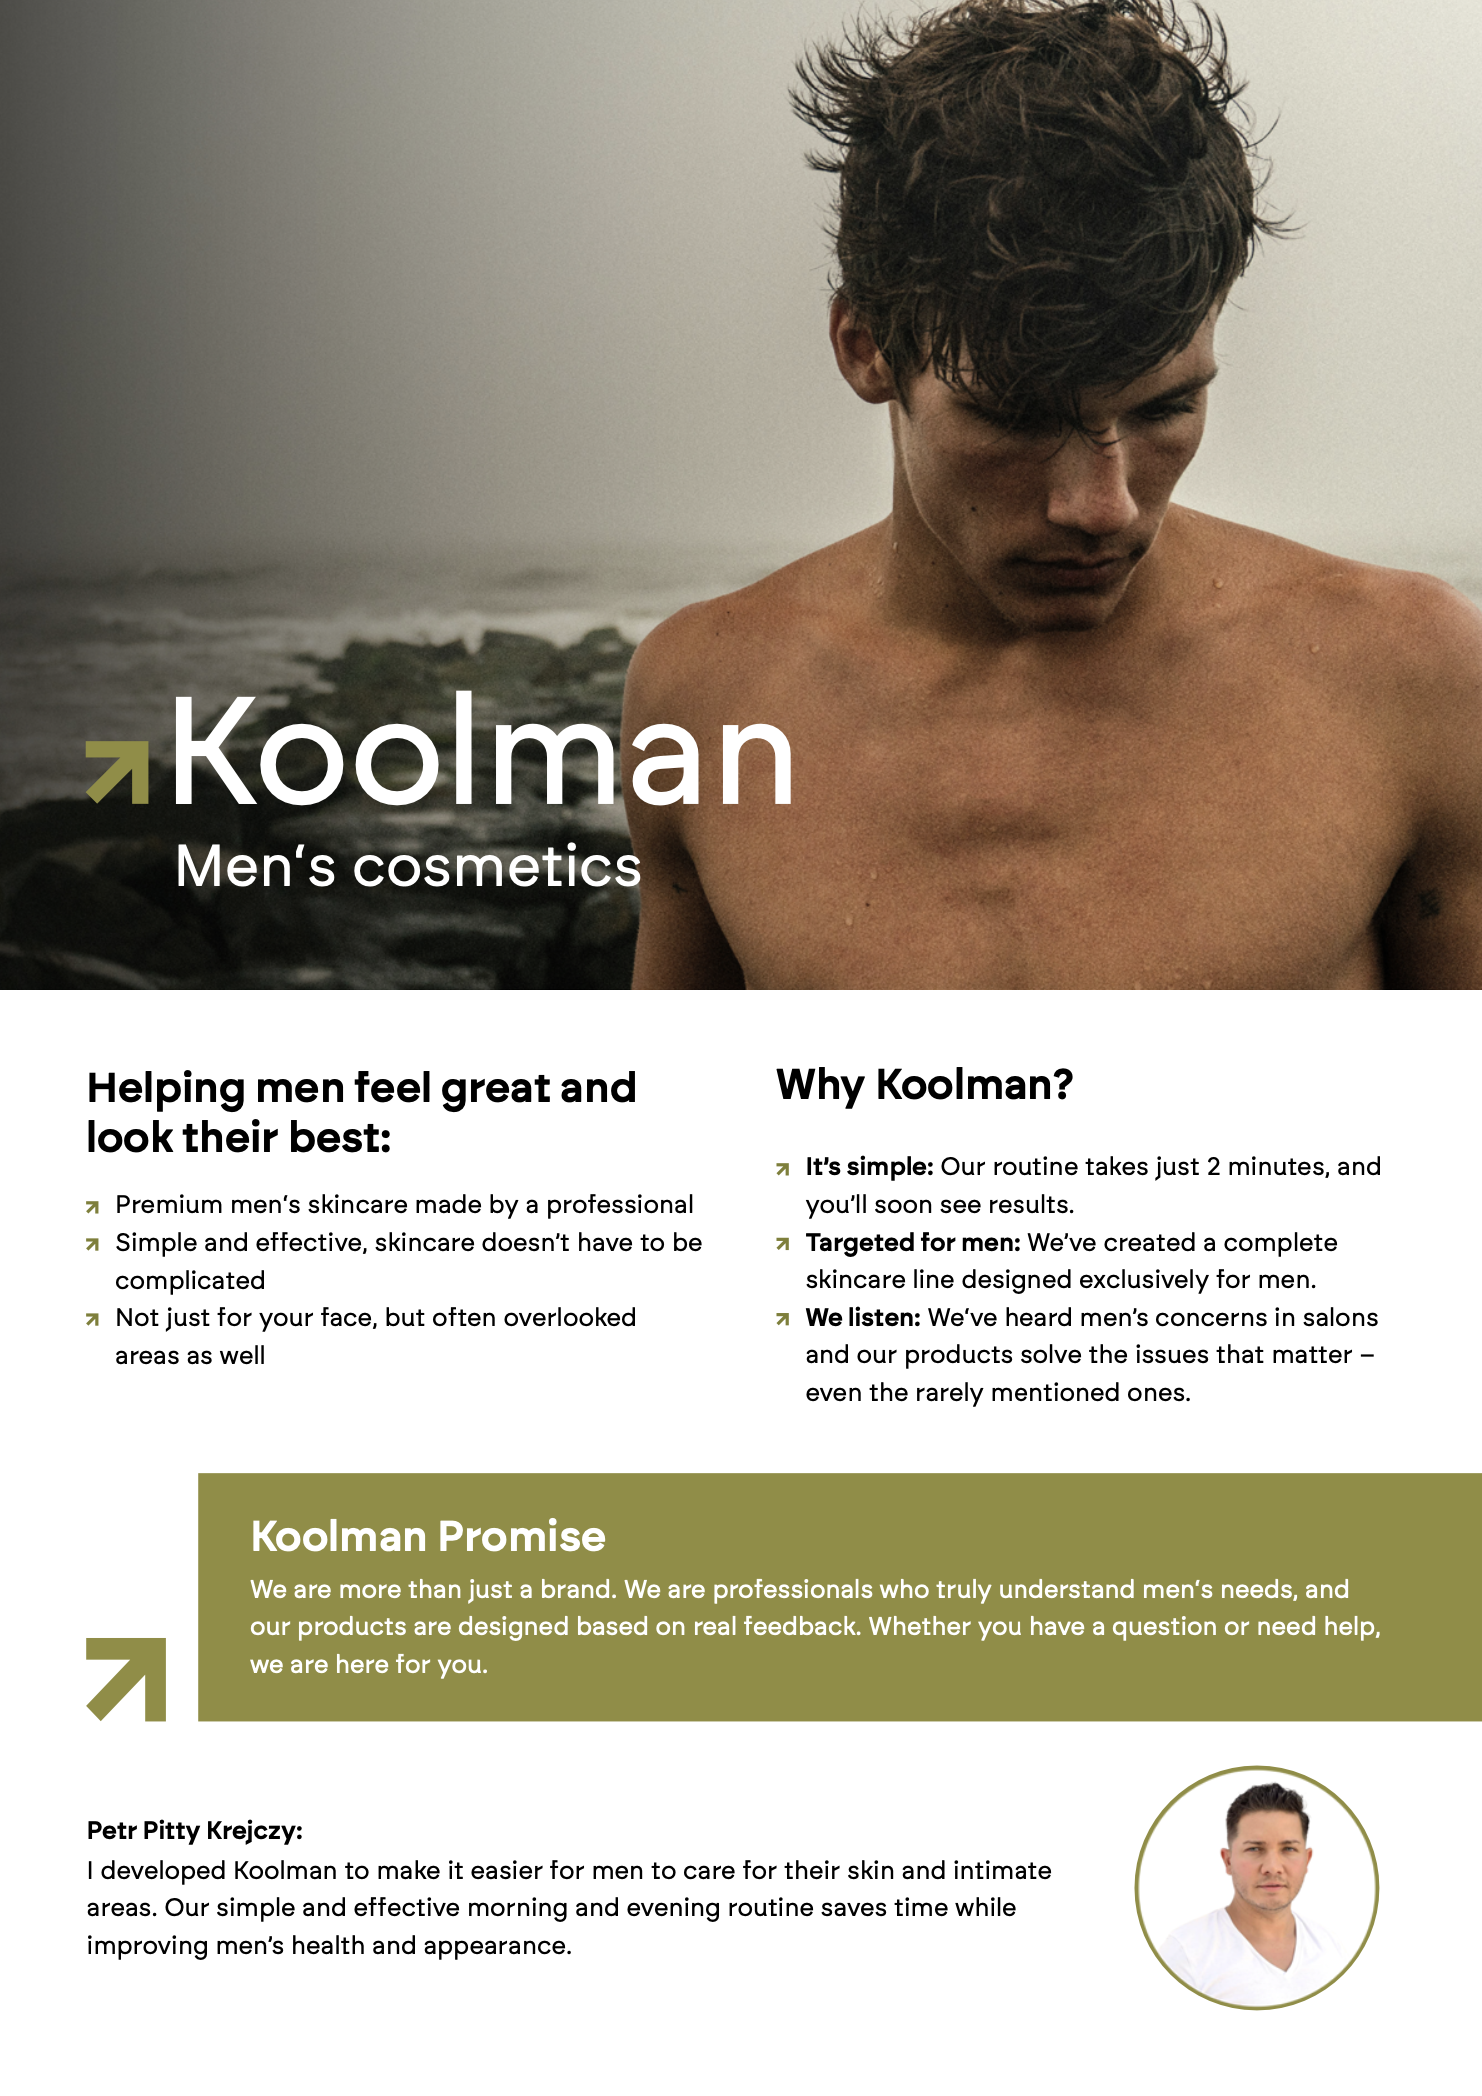 Koolman
Men‘s cosmetics
Helping men feel great and
look their best:
Premium men‘s skincare made by a professional
Simple and effective, skincare doesn’t have to be
complicated
Not just for your face, but often overlooked
areas as well
Why Koolman?
It’s simple: Our routine takes just 2 minutes, and
you’ll soon see results.
Targeted for men: We’ve created a complete
skincare line designed exclusively for men.
We listen: We‘ve heard men’s concerns in salons
and our products solve the issues that matter –
even the rarely mentioned ones.
Koolman Promise
We are more than just a brand. We are professionals who truly understand men’s needs, and
our products are designed based on real feedback. Whether you have a question or need help,
we are here for you.
Petr Pitty Krejczy:
I developed Koolman to make it easier for men to care for their skin and intimate
areas. Our simple and effective morning and evening routine saves time while
improving men’s health and appearance.